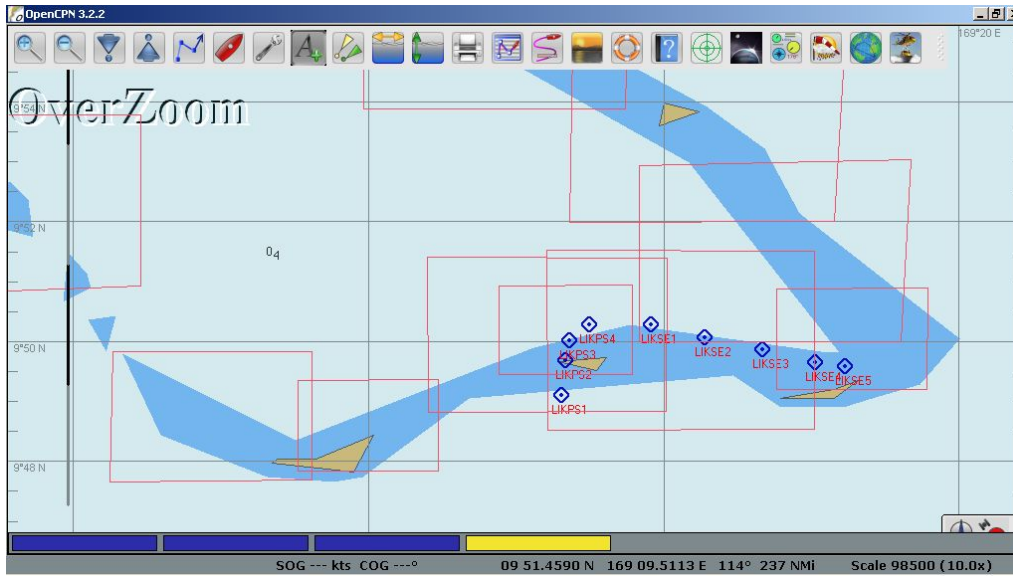 OpenCPN 3.2.2
169°20 E
OverZoom
9°54 N
9°52 N
04
9°50 N
LIKPS4
LIKSE1
LIKSE2
LIKPS3
LIKSE3
LIKPS2
LIKSE4
LIKSE5
LIKPS1
9°48 N
SOG --- kts COG ---°
09 51.4590 N 169 09.5113 E 114° 237 NMi
Scale 98500 (10.0x)